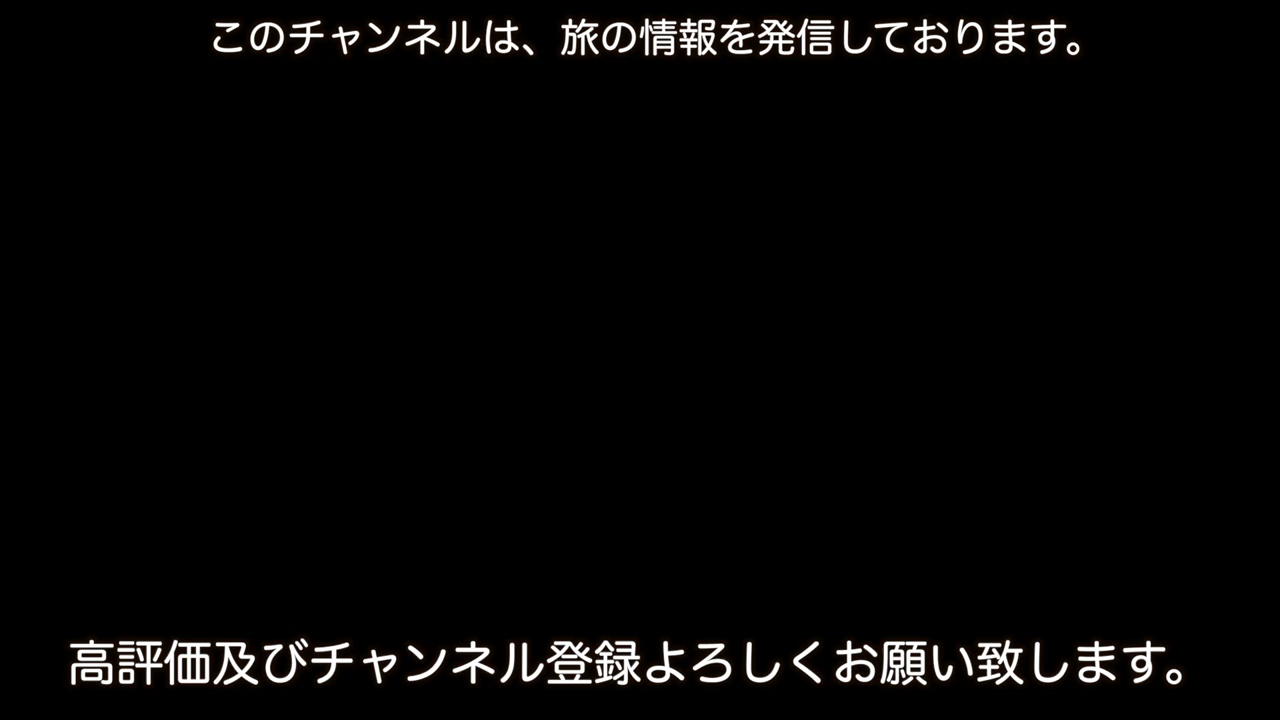 このチャンネルは、旅の情報を発信しております。
高評価及びチャンネル登録よろしくお願い致します。